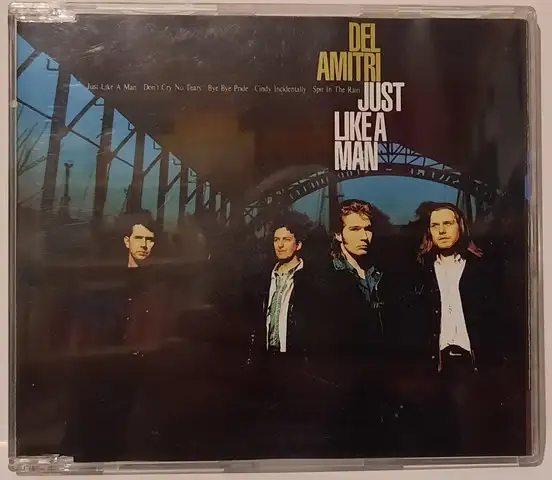 DEL
AMITRI
Just Like A Man Don't Cry No Tears Bye Bye Pride Cindy Incidentally Spit In The Rain
JUST
LIKE A
MAN